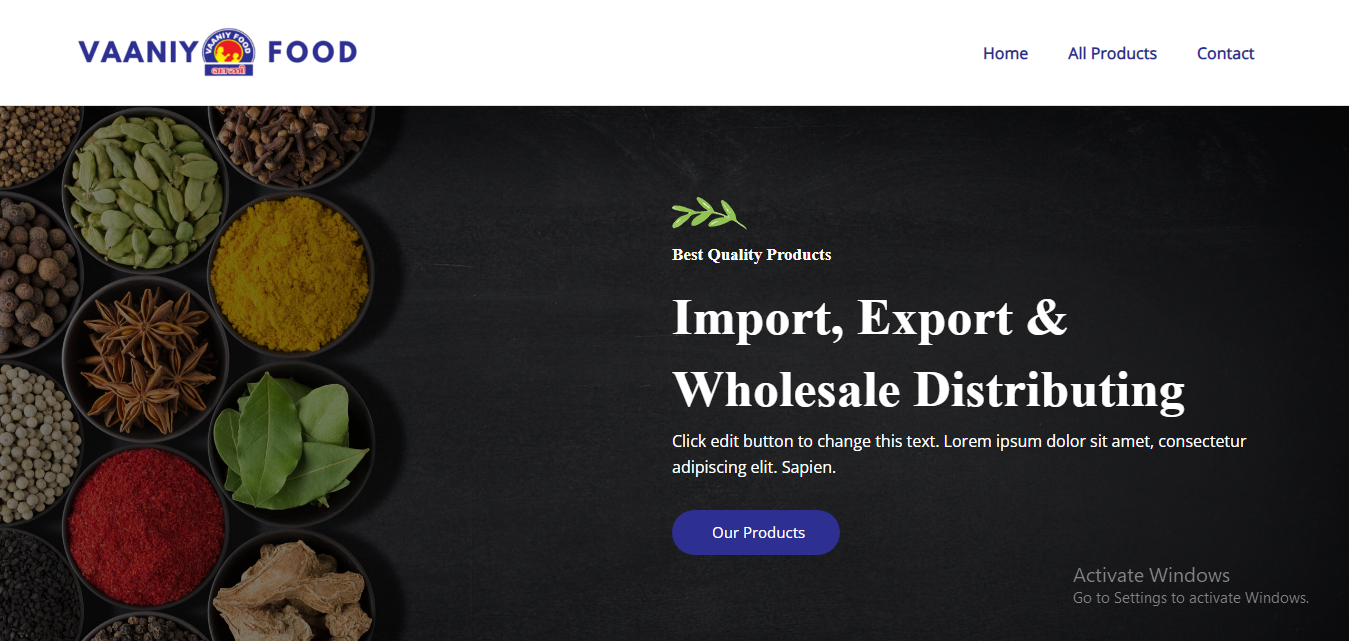 VAANIY FOOD
VAANIY FOOD
Home
All Products
Contact
Best Quality Products
Import, Export &
Wholesale Distributing
Click edit button to change this text. Lorem ipsum dolor sit amet, consectetur
adipiscing elit. Sapien.
Our Products
Activate Windows
Go to Settings to activate Windows.